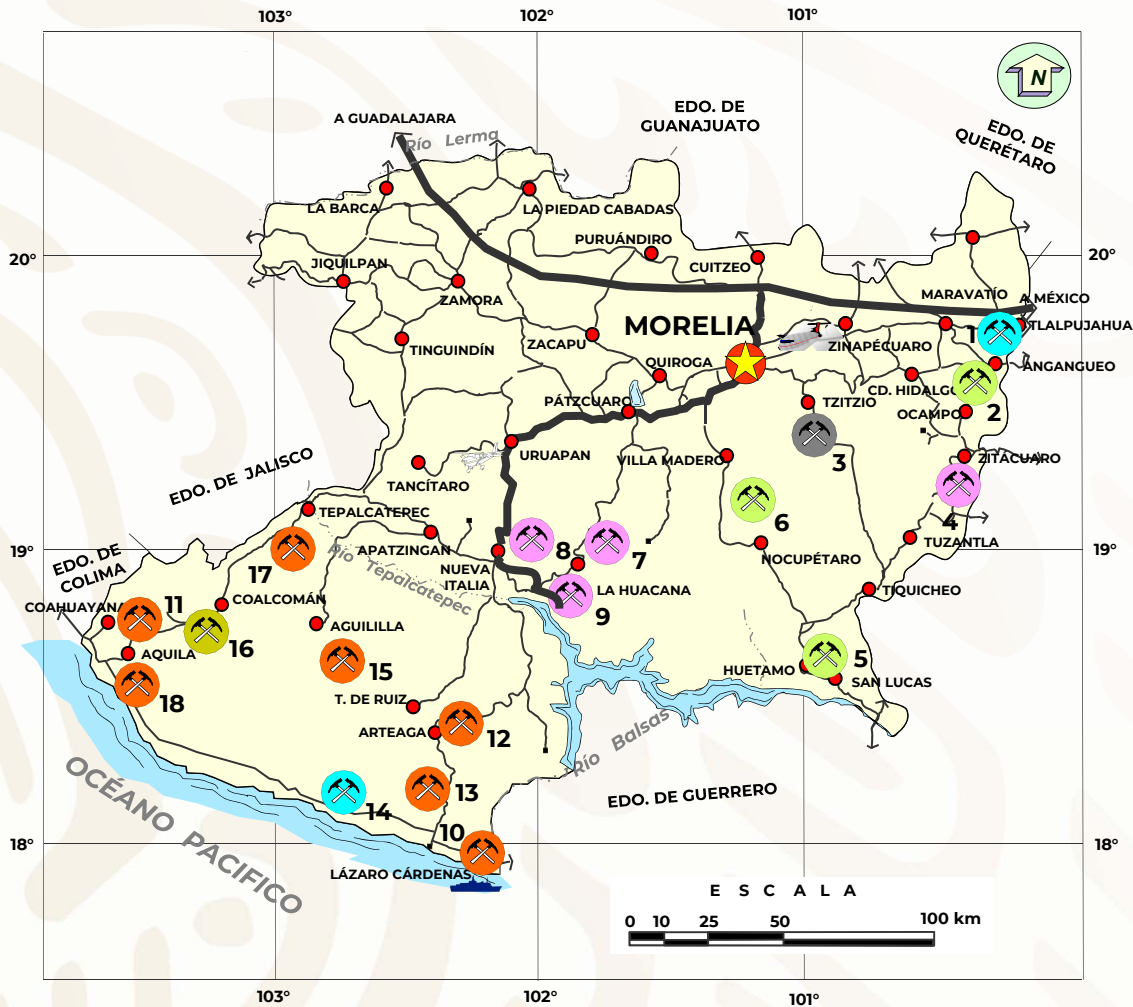 103°
102°
101°
N
A GUADALAJARA
Río Lerma
EDO. DE
GUANAJUATO
EDO. DE
QUERÉTARO
LA BARCA
LA PIEDAD CABADAS
PURUÁNDIRO
CUITZEO
20°
20°
JIQUILPAN
ZAMORA
MARAVATÍO
A MÉXICO
MORELIA
TLALPUJAHUA
1
TINGUINDÍN
ZACAPU
ZINAPÉCUARO
QUIROGA
ANGANGUEO
CD. HIDALGO
2
PÁTZCUARO
TZITZIO
OCAMPO
3
URUAPAN
VILLA MADERO
ZITÁCUARO
EDO. DE JALISCO
TANCÍTARO
4
TEPALCATEPEC
6
APATZINGAN
8
7
TUZANTLA
19°
19°
EDO. DE
COLIMA
17
Río Tepalcatepec
NUEVA
ITALIA
NOCUPÉTARO
LA HUACANA
TIQUICHEO
9
COAHUAYANA
11
COALCOMÁN
16
AGUILILLA
AQUILA
15
5
HUETAMO
SAN LUCAS
18
T. DE RUIZ
ARTEAGA
12
Río Balsas
OCÉANO PACIFICO
14
13
EDO. DE GUERRERO
10
18°
18°
LÁZARO CÁRDENAS
E S C A L A
0 10 25 50 100 km
103°
102°
101°